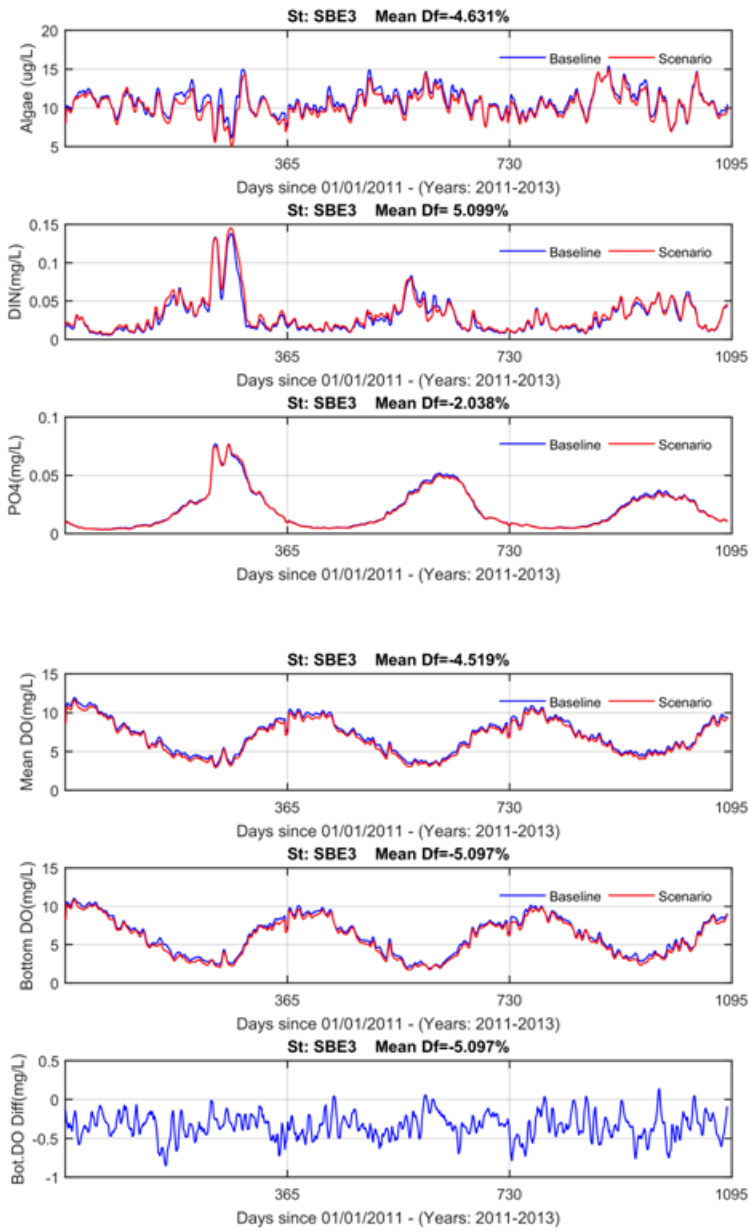 St: SBE3 Mean Df=-4.631%
20
15
10
5
Algae (ug/L)
Baseline Scenario
365 730 1095
Days since 01/01/2011 - (Years: 2011-2013)
St: SBE3 Mean Df= 5.099%
0.15
0.1
0.05
0
DIN(mg/L)
Baseline Scenario
365 730 1095
Days since 01/01/2011 - (Years: 2011-2013)
St: SBE3 Mean Df=-2.038%
0.1
0.05
0
PO4(mg/L)
Baseline Scenario
365 730 1095
Days since 01/01/2011 - (Years: 2011-2013)
St: SBE3 Mean Df=-4.519%
15
10
5
0
Mean DO(mg/L)
Baseline Scenario
365 730 1095
Days since 01/01/2011 - (Years: 2011-2013)
St: SBE3 Mean Df=-5.097%
15
10
5
0
Bottom DO(mg/L)
Baseline Scenario
365 730 1095
Days since 01/01/2011 - (Years: 2011-2013)
St: SBE3 Mean Df=-5.097%
0.5
0
-0.5
-1
Bot.DO Diff(mg/L)
365 730 1095
Days since 01/01/2011 - (Years: 2011-2013)